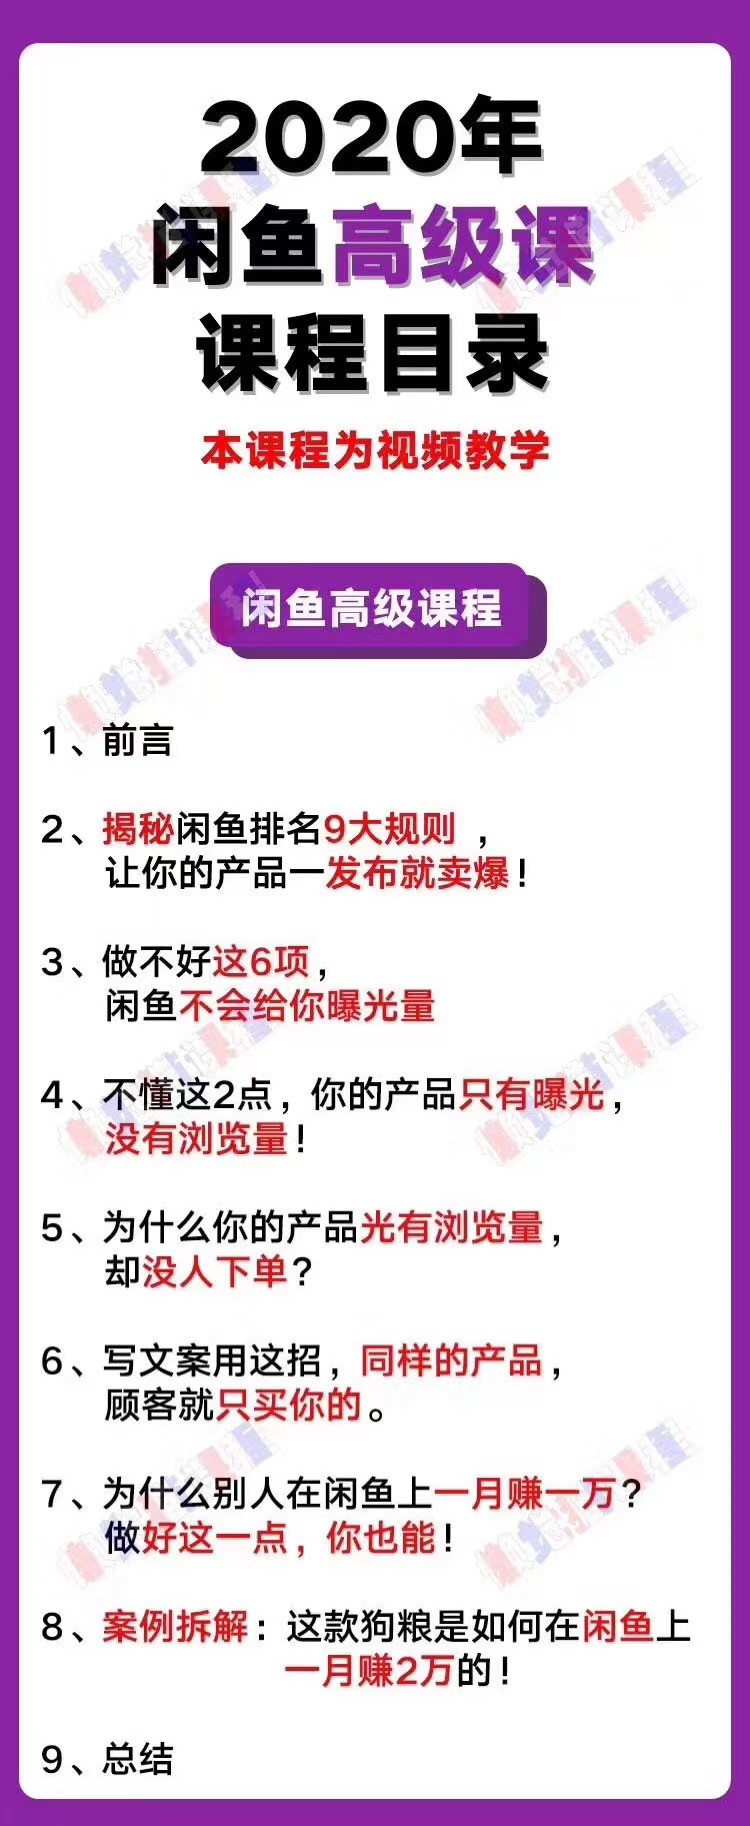 2020年
闲鱼高级课
课程目录
本课程为视频教学
闲鱼高级课程
1、前言
2、揭秘闲鱼排名9大规则，
让你的产品一发布就卖爆！
3、做不好这6项，
闲鱼不会给你曝光量
4、不懂这2点，你的产品只有曝光，
没有浏览量！
5、为什么你的产品光有浏览量，
却没人下单？
6、写文案用这招，同样的产品，
顾客就只买你的。
7、为什么别人在闲鱼上一月赚一万？
做好这一点，你也能！
8、案例拆解：这款狗粮是如何在闲鱼上
一月赚2万的！
9、总结